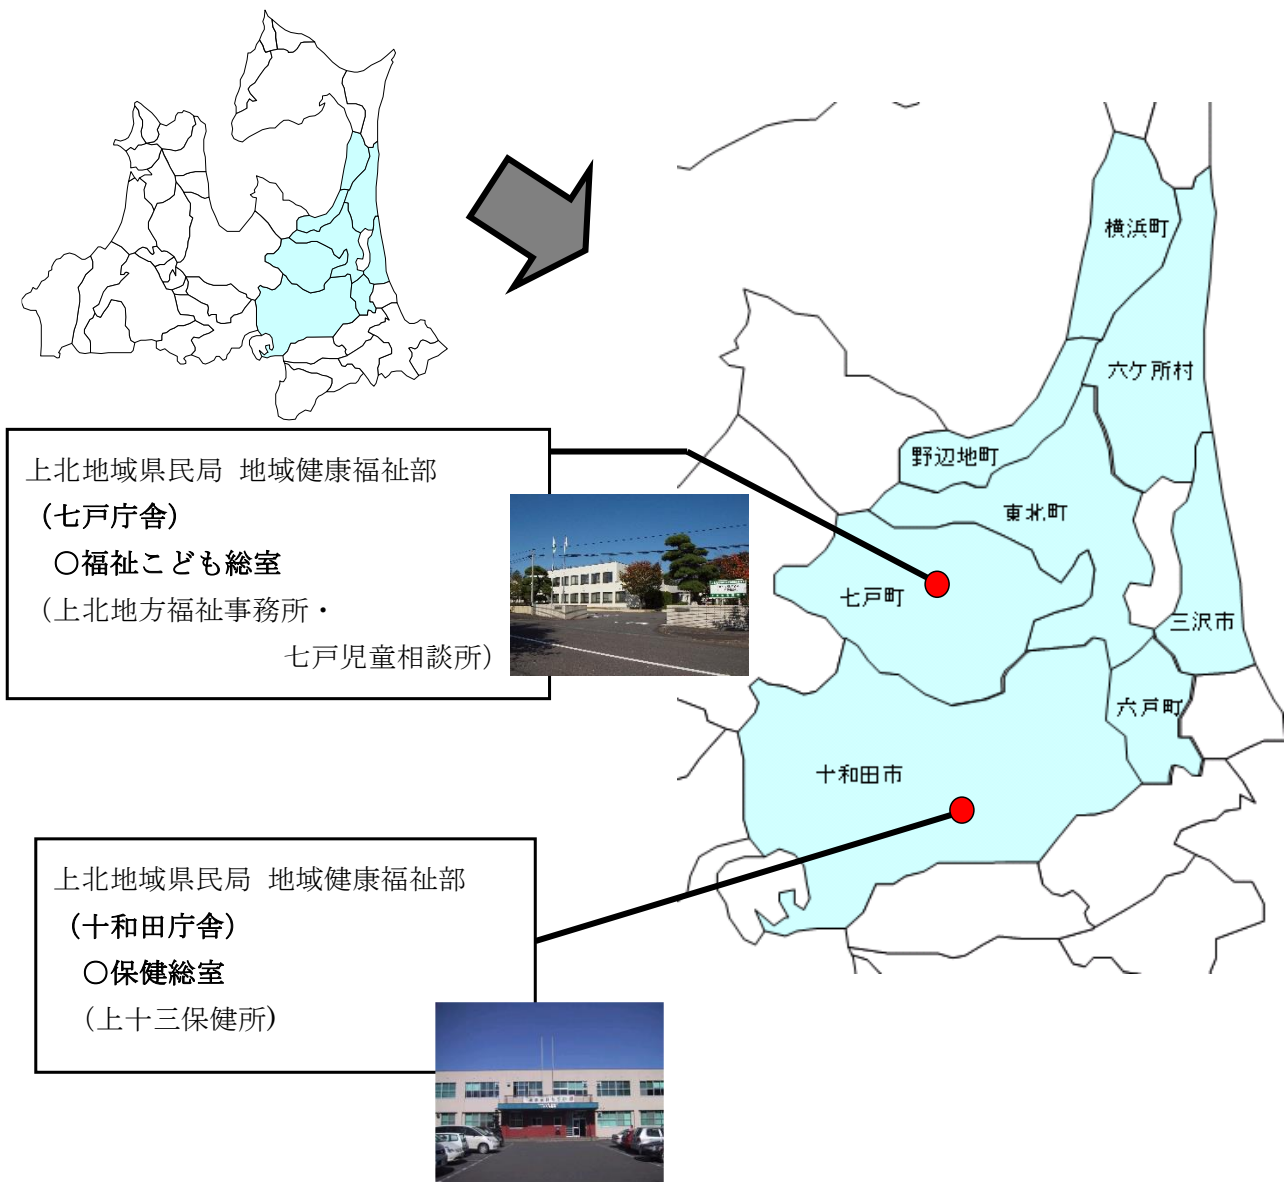 横浜町
六ケ所村
野辺地町
東北町
七戸町
三沢市
六戸町
十和田市
上北地域県民局 地域健康福祉部
（七戸庁舎）
○福祉こども総室
（上北地方福祉事務所・
七戸児童相談所）
上北地域県民局 地域健康福祉部
（十和田庁舎）
○保健総室
（上十三保健所）